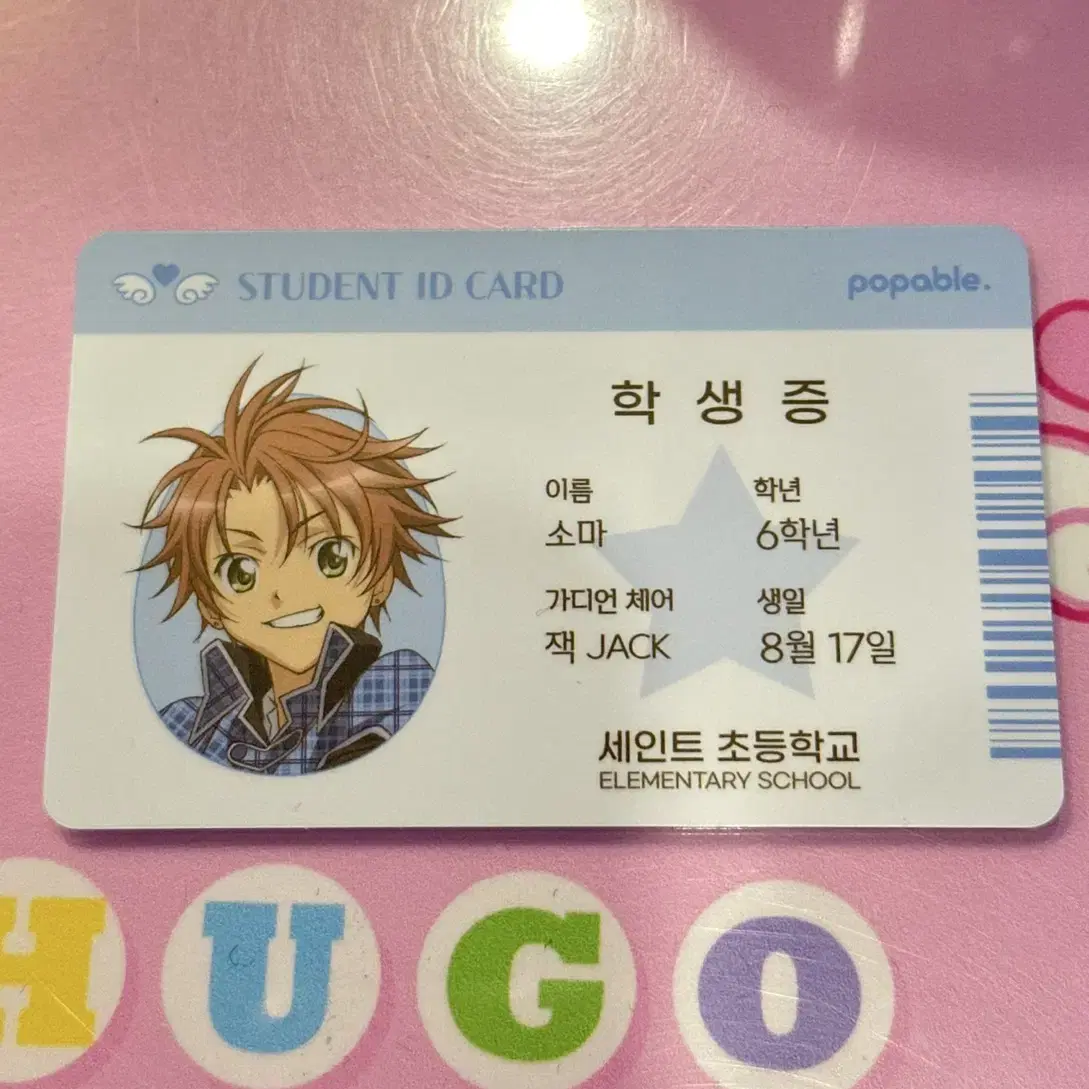 STUDENT ID CARD
popable.
학생증
이름
학년
소마
6학년
가디언 체어
생일
잭 JACK
8월 17일
세인트 초등학교
ELEMENTARY SCHOOL
HUGO